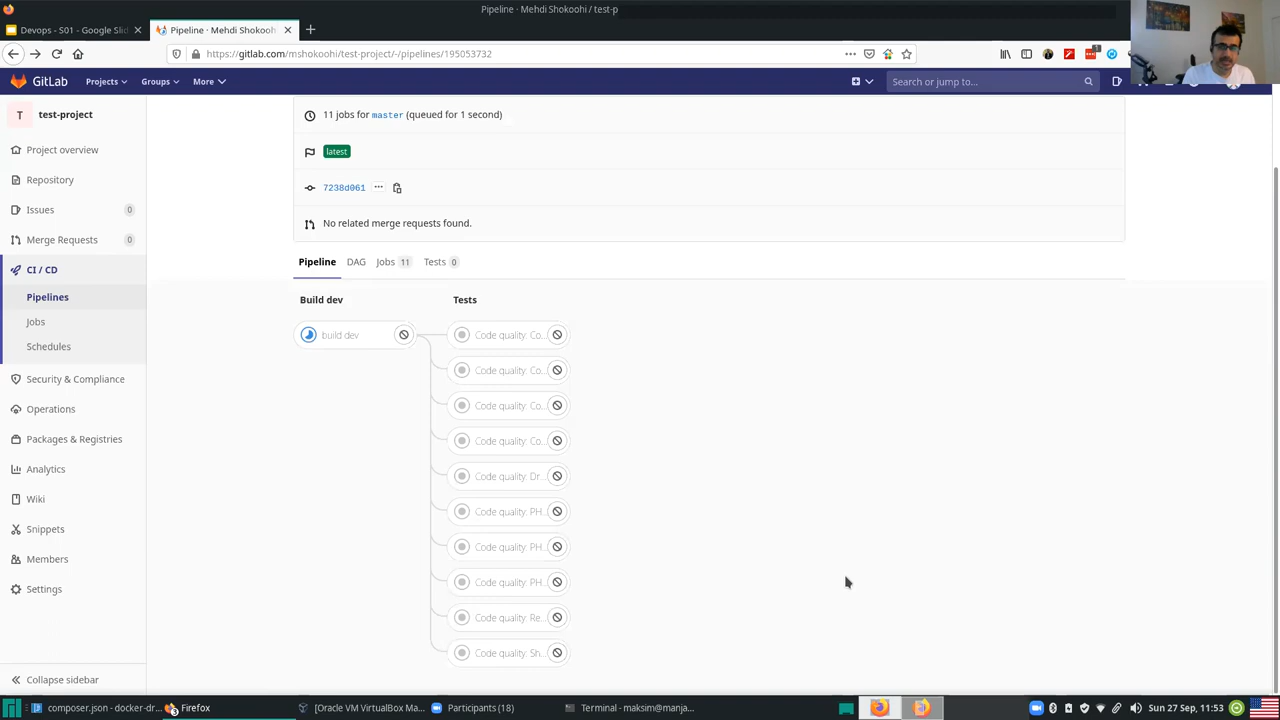 Pipeline · Mehdi Shokoohi / test-p
Devops - S01 - Google Slid
Pipeline · Mehdi Shokooh
https://gitlab.com/mshokoohi/test-project/-/pipelines/195053732
GitLab
Projects
Groups
More
Search or jump to...
T
test-project
Project overview
Repository
Issues
0
Merge Requests
0
CI / CD
Pipelines
Jobs
Schedules
Security & Compliance
Operations
Packages & Registries
Analytics
Wiki
Snippets
Members
Settings
Collapse sidebar
11 jobs for master (queued for 1 second)
latest
7238d061
No related merge requests found.
Pipeline
DAG
Jobs 11
Tests 0
Build dev
Tests
build dev
Code quality: Co...
Code quality: Co...
Code quality: Co...
Code quality: Co...
Code quality: Dr...
Code quality: PH...
Code quality: PH...
Code quality: PH...
Code quality: Re...
Code quality: Sh...
composer.json - docker-dr...
Firefox
[Oracle VM VirtualBox Ma...
Participants (18)
Terminal - maksim@manja...
Sun 27 Sep, 11:53